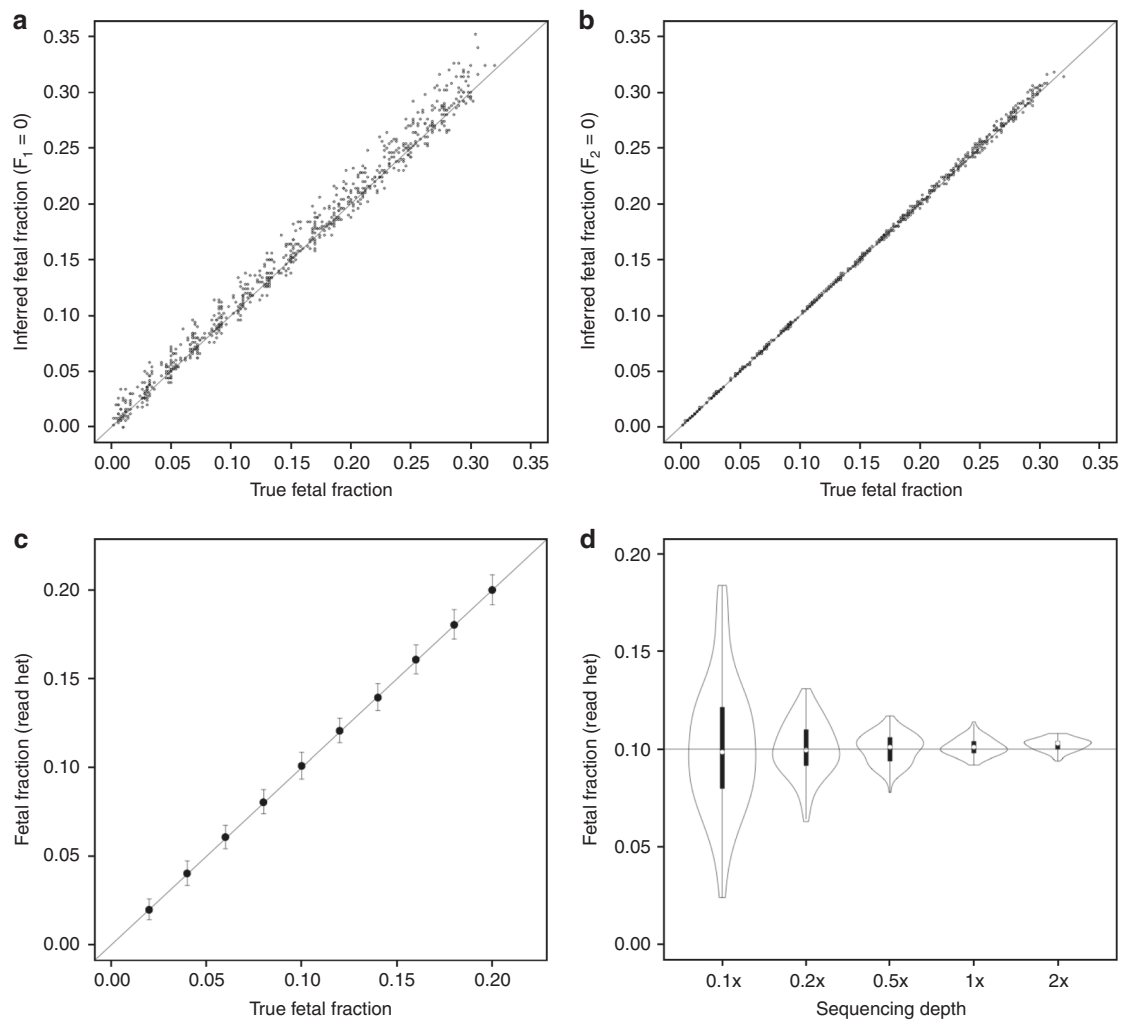 a
0.35
0.30
0.25
0.20
0.15
0.10
0.05
0.00
Inferred fetal fraction (F1 = 0)
0.00 0.05 0.10 0.15 0.20 0.25 0.30 0.35
True fetal fraction
b
0.35
0.30
0.25
0.20
0.15
0.10
0.05
0.00
Inferred fetal fraction (F2 = 0)
0.00 0.05 0.10 0.15 0.20 0.25 0.30 0.35
True fetal fraction
c
0.20
0.15
0.10
0.05
0.00
Fetal fraction (read het)
0.00 0.05 0.10 0.15 0.20
True fetal fraction
d
0.20
0.15
0.10
0.05
0.00
Fetal fraction (read het)
0.1x 0.2x 0.5x 1x 2x
Sequencing depth